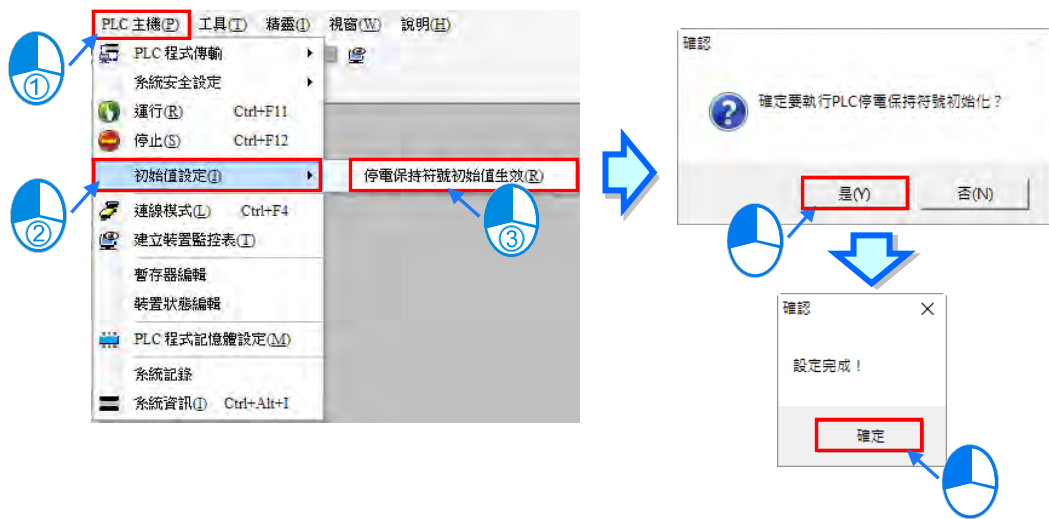 PLC 主機(P) 工具(T) 精靈(I) 視窗(W) 說明(H)
PLC 程式傳輸
系統安全設定
運行(R) Ctrl+F11
停止(S) Ctrl+F12
初始值設定(I)
停電保持符號初始值生效(R)
連線模式(L) Ctrl+F4
建立裝置監控表(T)
暫存器編輯
裝置狀態編輯
PLC 程式記憶體設定(M)
系統記錄
系統資訊(I) Ctrl+Alt+I
①
②
③
確認
確定要執行PLC停電保持符號初始化？
是(Y) 否(N)
確認
設定完成！
確定